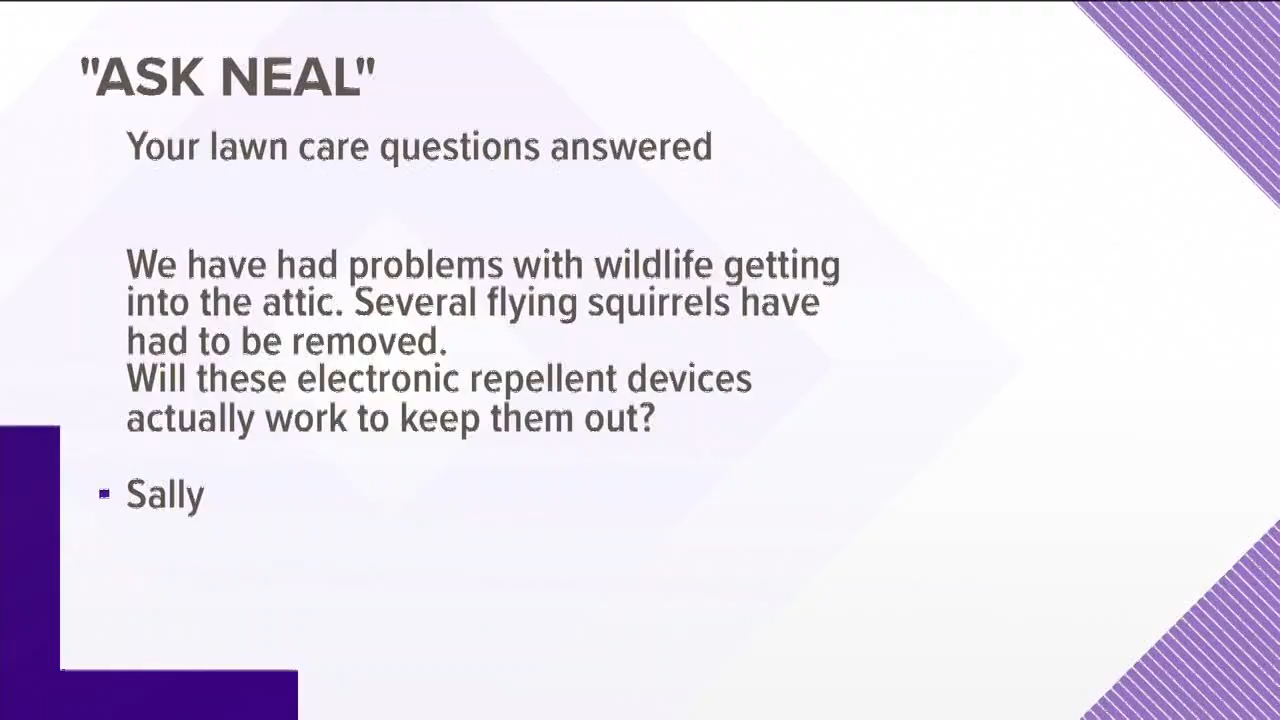 "ASK NEAL"
Your lawn care questions answered
We have had problems with wildlife getting
into the attic. Several flying squirrels have
had to be removed.
Will these electronic repellent devices
actually work to keep them out?
▪ Sally